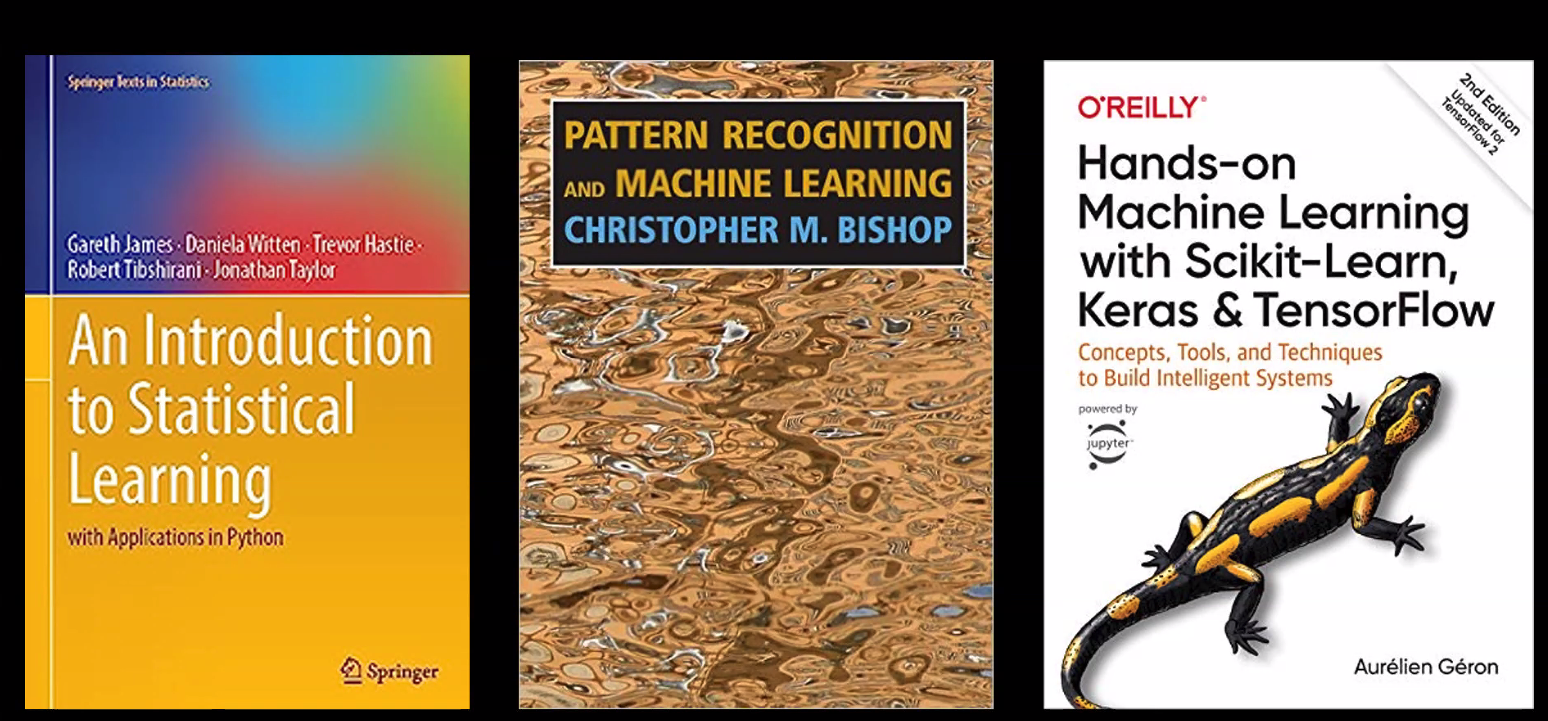 Springer Texts in Statistics
Gareth James · Daniela Witten · Trevor Hastie ·
Robert Tibshirani · Jonathan Taylor
An Introduction
to Statistical
Learning
with Applications in Python
Springer
PATTERN RECOGNITION
AND MACHINE LEARNING
CHRISTOPHER M. BISHOP
O'REILLY®
2nd Edition
Updated for
TensorFlow 2
Hands-on
Machine Learning
with Scikit-Learn,
Keras & TensorFlow
Concepts, Tools, and Techniques
to Build Intelligent Systems
powered by
jupyter
Aurélien Géron